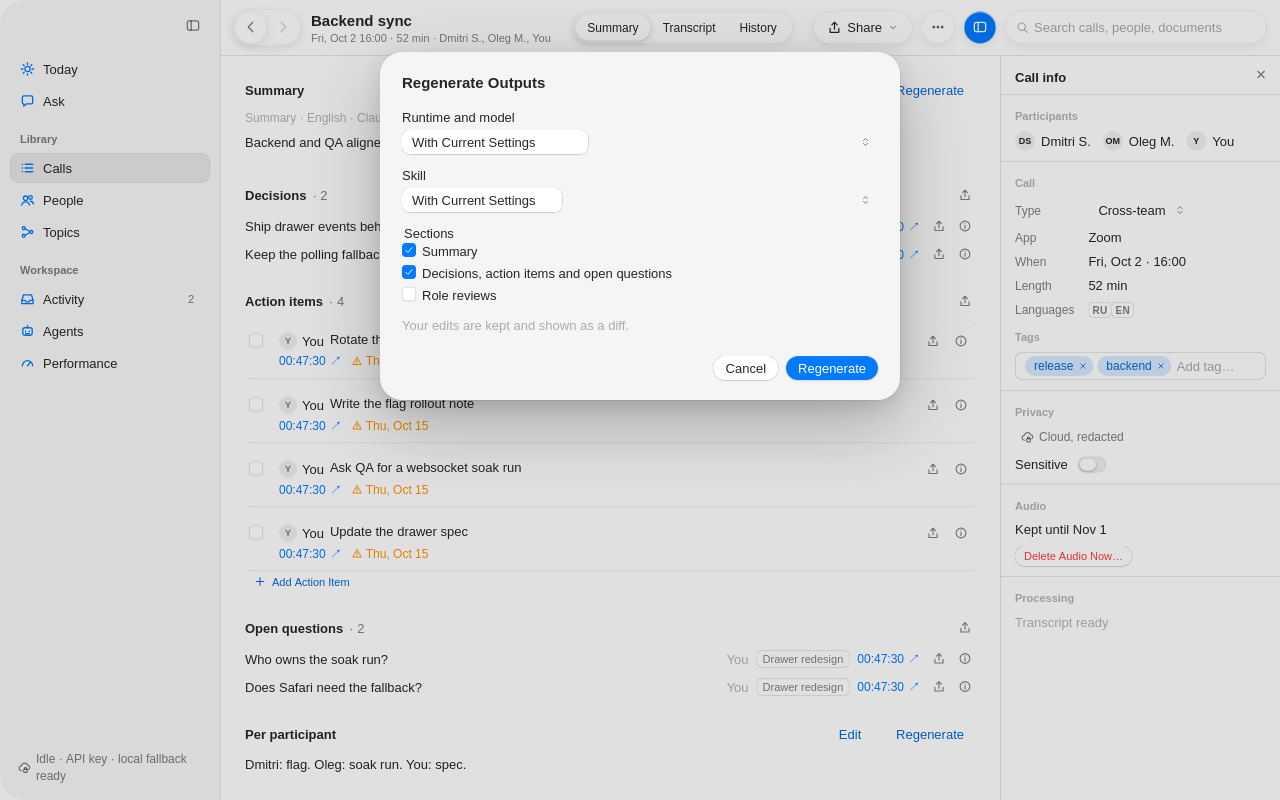 Backend sync
Fri, Oct 2 16:00 · 52 min · Dmitri S., Oleg M., You
Summary
Transcript
History
Share
Search calls, people, documents
Today
Ask
Library
Calls
People
Topics
Workspace
Activity 2
Agents
Performance
Idle · API key · local fallback
ready
Summary
Regenerate
Summary · English · Clau
Backend and QA aligne
Decisions · 2
Ship drawer events beh
Keep the polling fallbac
Action items · 4
Y You Rotate th
00:47:30 Th
Y You Write the flag rollout note
00:47:30 Thu, Oct 15
Y You Ask QA for a websocket soak run
00:47:30 Thu, Oct 15
Y You Update the drawer spec
00:47:30 Thu, Oct 15
Add Action Item
Open questions · 2
Who owns the soak run? You Drawer redesign 00:47:30
Does Safari need the fallback? You Drawer redesign 00:47:30
Per participant Edit Regenerate
Dmitri: flag. Oleg: soak run. You: spec.
Regenerate Outputs
Runtime and model
With Current Settings
Skill
With Current Settings
Sections
Summary
Decisions, action items and open questions
Role reviews
Your edits are kept and shown as a diff.
Cancel
Regenerate
Call info
Participants
DS Dmitri S. OM Oleg M. Y You
Call
Type Cross-team
App Zoom
When Fri, Oct 2 · 16:00
Length 52 min
Languages RU EN
Tags
release backend Add tag…
Privacy
Cloud, redacted
Sensitive
Audio
Kept until Nov 1
Delete Audio Now…
Processing
Transcript ready